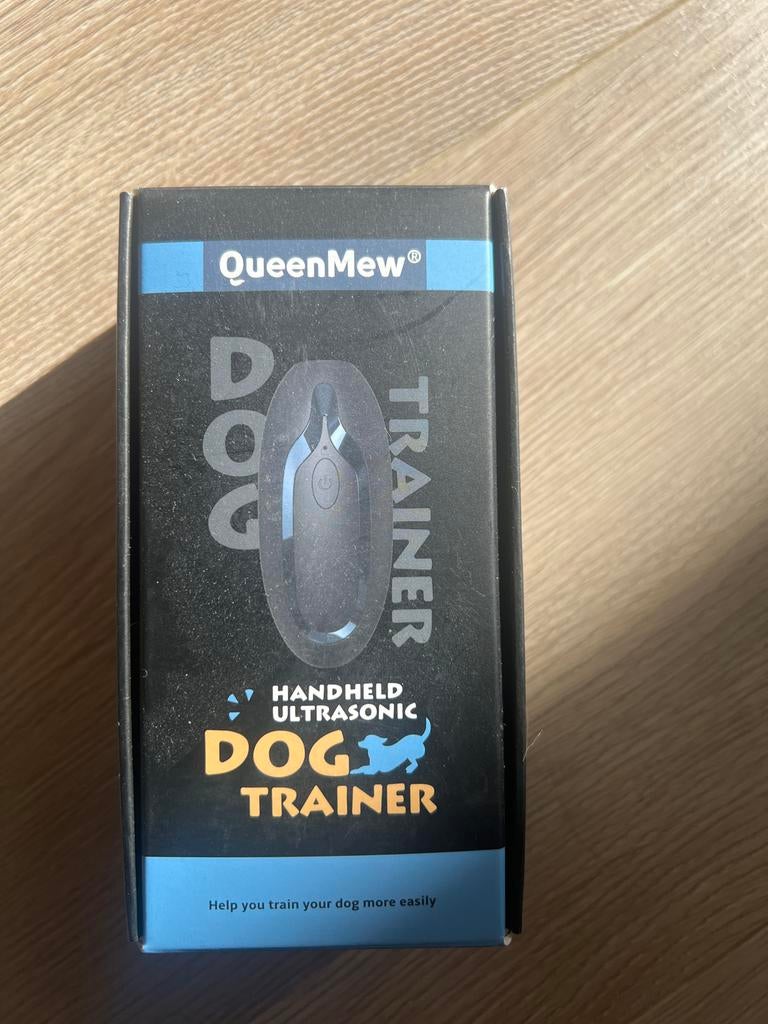 QueenMew®
DOG
TRAINER
HANDHELD
ULTRASONIC
DOG
TRAINER
Help you train your dog more easily